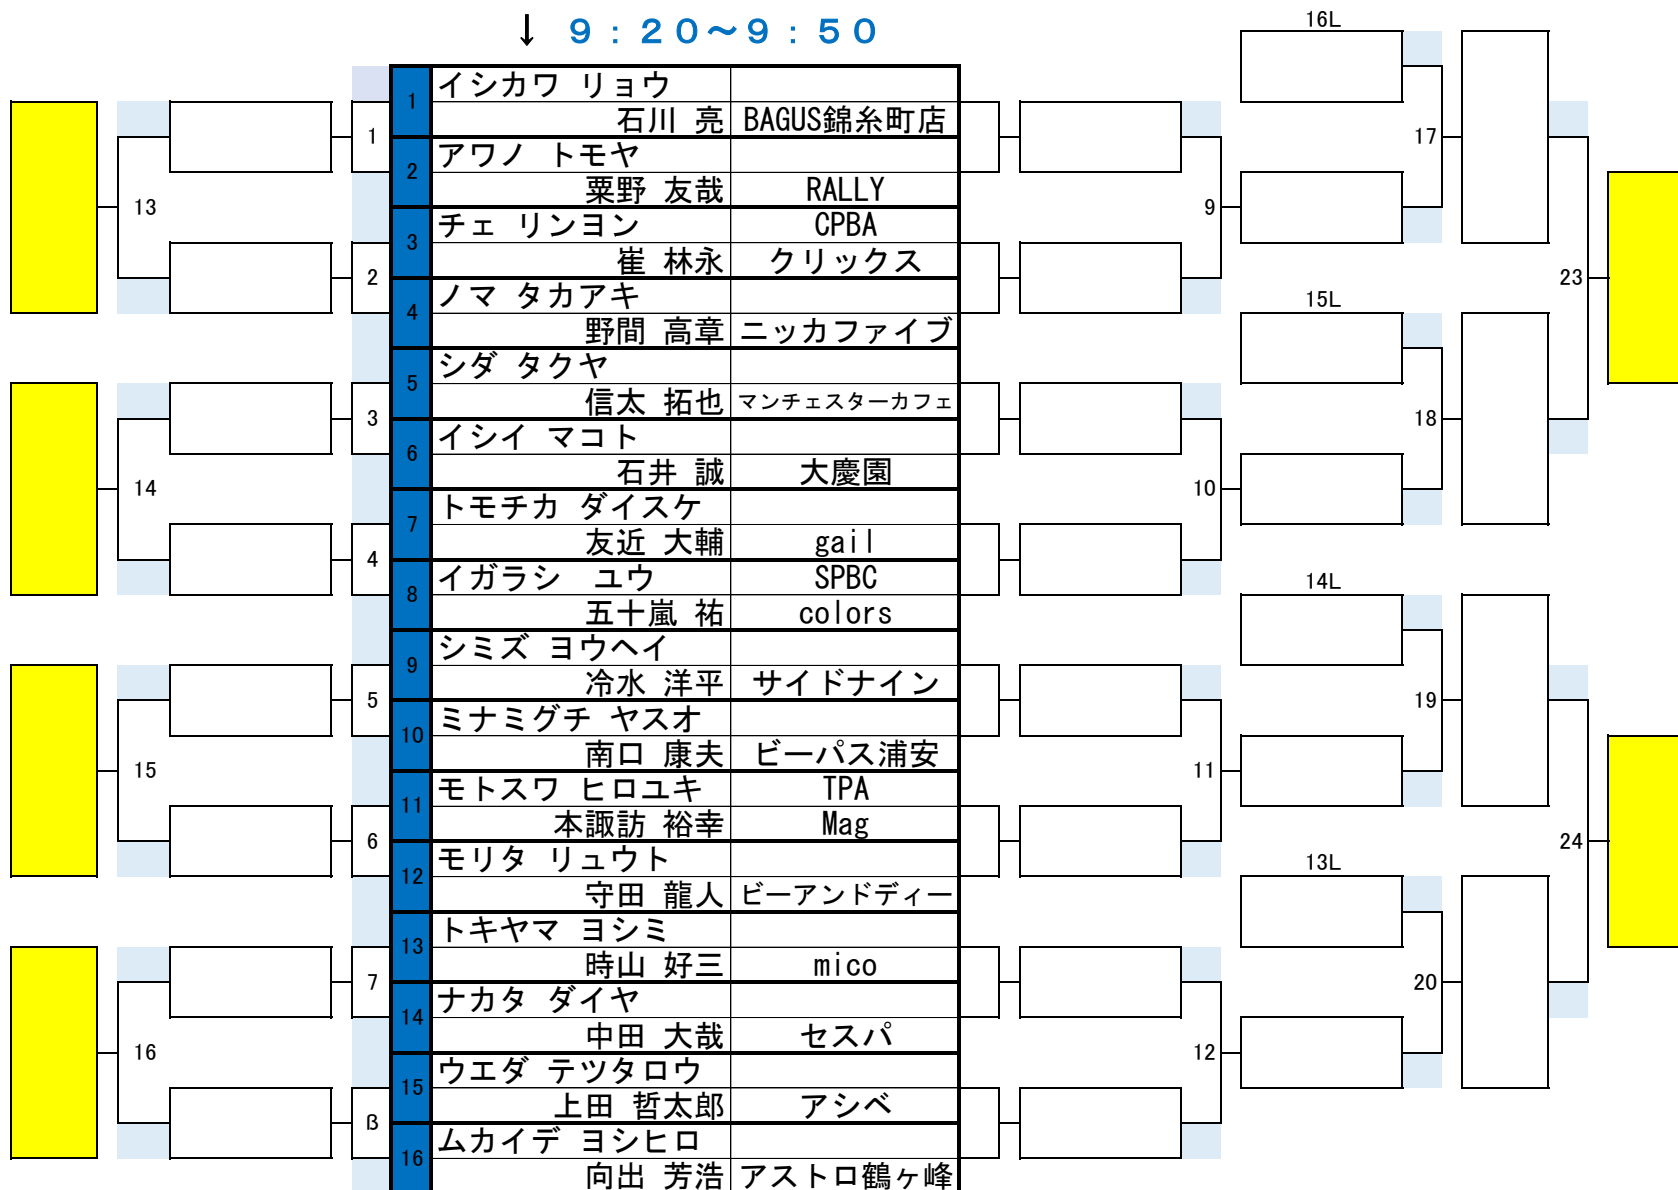 ↓ 9:20～9:50
16L
1 イシカワ リョウ
石川 亮 BAGUS錦糸町店
1
17
2 アワノ トモヤ
粟野 友哉 RALLY
13
9
3 チェ リンヨン CPBA
崔 林永 クリックス
2
23
4 ノマ タカアキ
野間 高章 ニッカファイブ
15L
5 シダ タクヤ
信太 拓也 マンチェスターカフェ
3
18
6 イシイ マコト
石井 誠 大慶園
14
10
7 トモチカ ダイスケ
友近 大輔 gail
4
8 イガラシ ユウ SPBC
五十嵐 祐 colors
14L
9 シミズ ヨウヘイ
冷水 洋平 サイドナイン
5
19
10 ミナミグチ ヤスオ
南口 康夫 ビーパス浦安
15
11
11 モトスワ ヒロユキ TPA
本諏訪 裕幸 Mag
6
24
12 モリタ リュウト
守田 龍人 ビーアンドディー
13L
13 トキヤマ ヨシミ
時山 好三 mico
7
20
14 ナカタ ダイヤ
中田 大哉 セスパ
16
12
15 ウエダ テツタロウ
上田 哲太郎 アシベ
8
16 ムカイデ ヨシヒロ
向出 芳浩 アストロ鶴ヶ峰